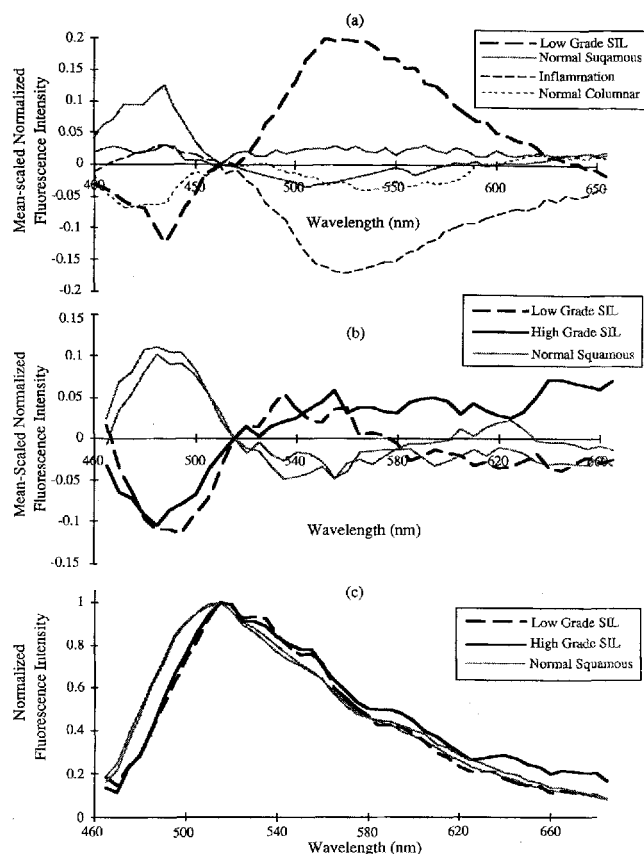 (a)
Mean-scaled Normalized
Fluorescence Intensity
0.2
0.15
0.1
0.05
0
-0.05
-0.1
-0.15
-0.2
400
450
500
550
600
650
Wavelength (nm)
Low Grade SIL
Normal Suqamous
Inflammation
Normal Columnar
(b)
Mean-Scaled Normalized
Fluorescence Intensity
0.15
0.1
0.05
0
-0.05
-0.1
-0.15
460
500
540
580
620
660
Wavelength (nm)
Low Grade SIL
High Grade SIL
Normal Squamous
(c)
Normalized
Fluorescence Intensity
1
0.8
0.6
0.4
0.2
0
460
500
540
580
620
660
Wavelength (nm)
Low Grade SIL
High Grade SIL
Normal Squamous